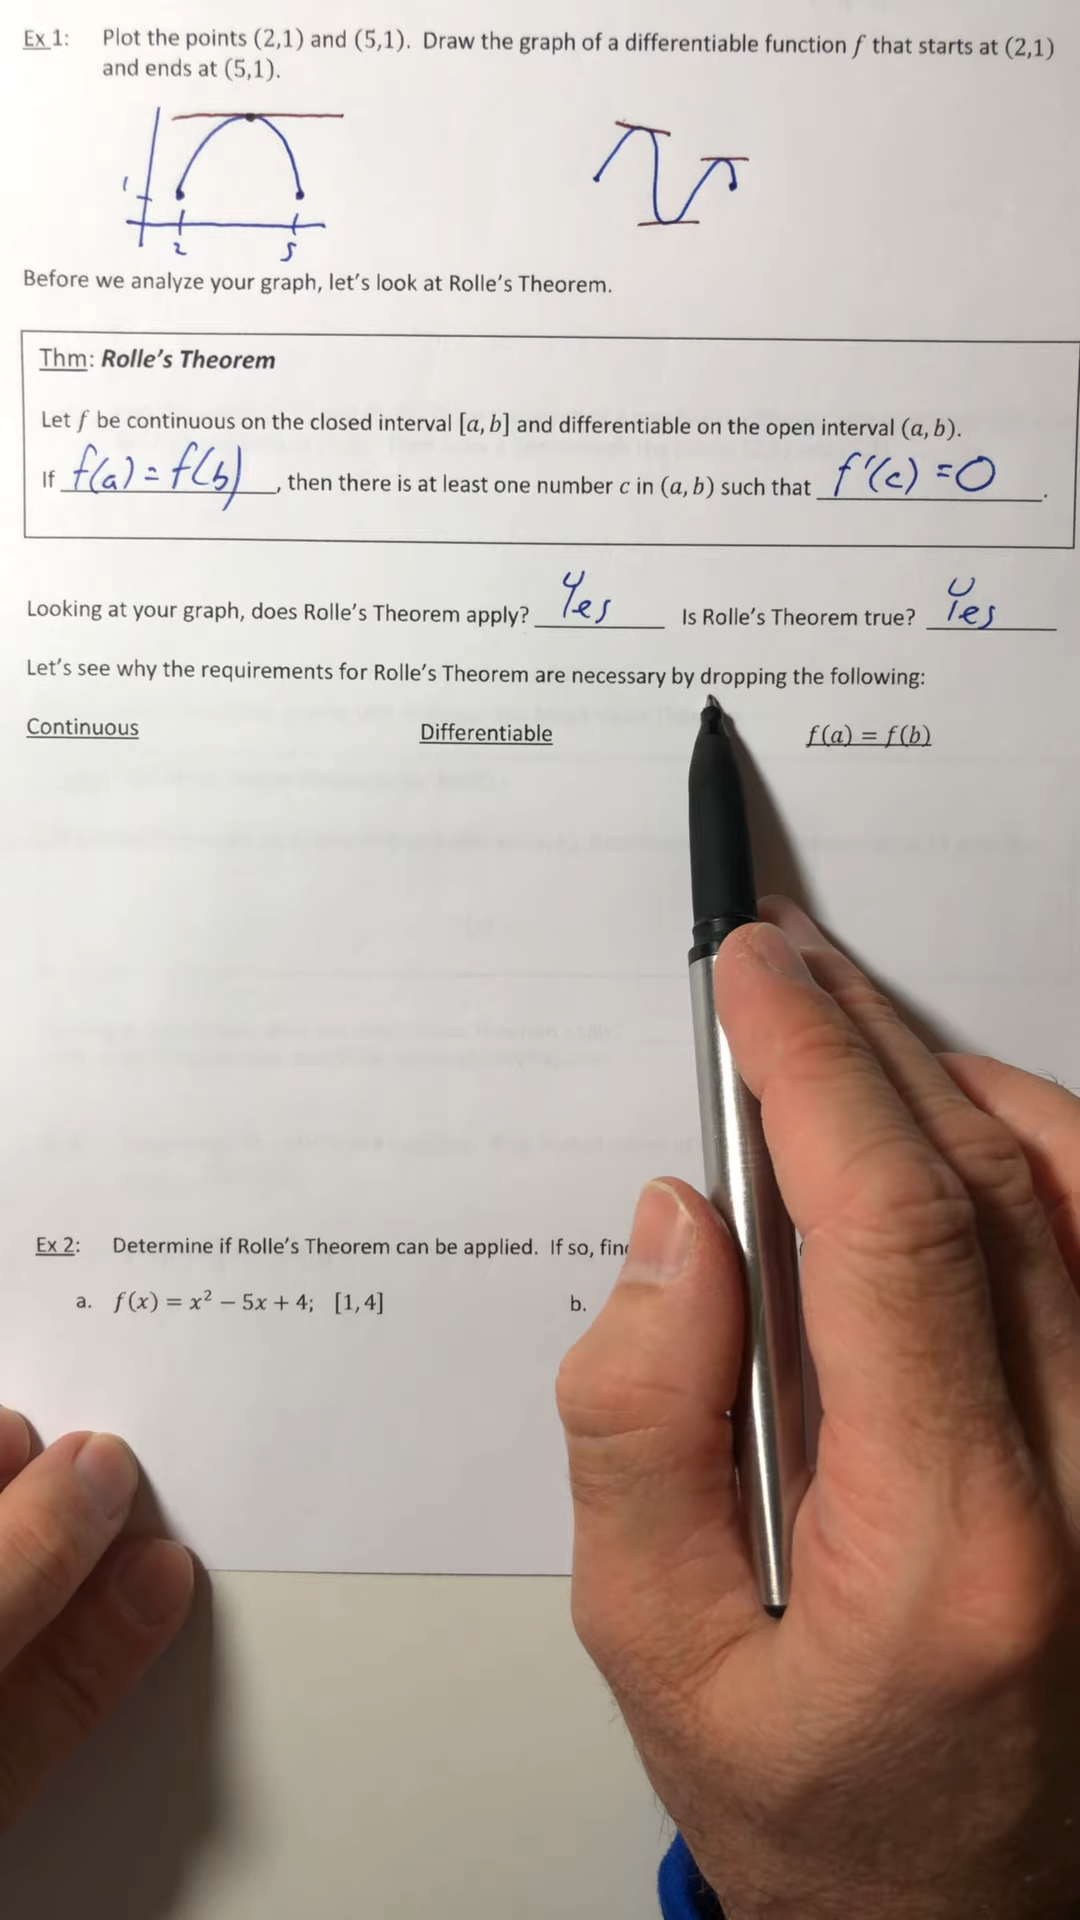 Ex 1: Plot the points (2,1) and (5,1). Draw the graph of a differentiable function f that starts at (2,1)
and ends at (5,1).
1
2 5
Before we analyze your graph, let's look at Rolle's Theorem.
Thm: Rolle's Theorem
Let f be continuous on the closed interval [a, b] and differentiable on the open interval (a, b).
If f(a) = f(b), then there is at least one number c in (a, b) such that f'(c) = 0.
Looking at your graph, does Rolle's Theorem apply? Yes Is Rolle's Theorem true? Yes
Let's see why the requirements for Rolle's Theorem are necessary by dropping the following:
Continuous Differentiable f(a) = f(b)
Ex 2: Determine if Rolle's Theorem can be applied. If so,
a. f(x) = x² − 5x + 4; [1,4] b.